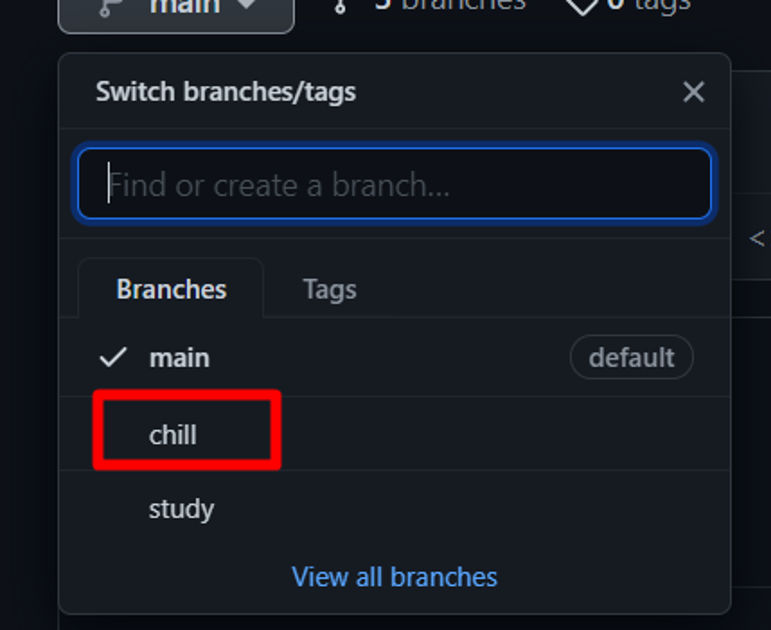 main 3 branches 0 tags
Switch branches/tags
Find or create a branch...
Branches Tags
main default
chill
study
View all branches